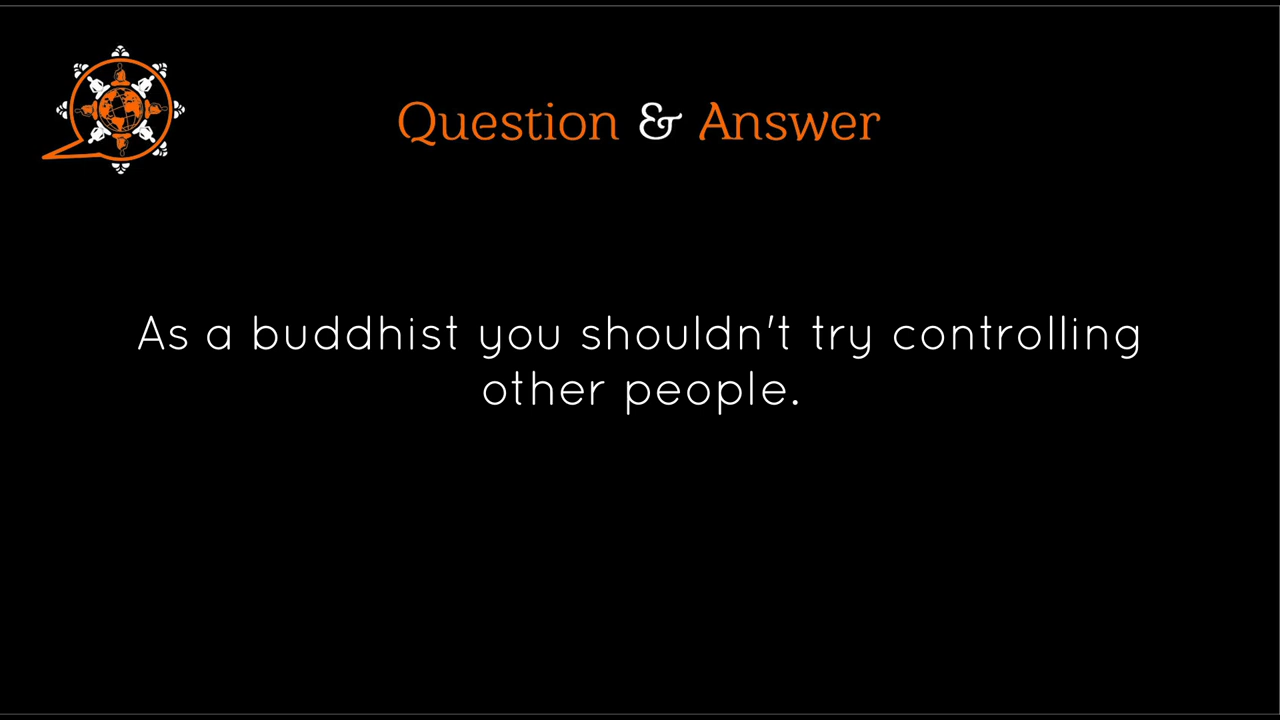 Question & Answer
As a buddhist you shouldn't try controlling
other people.